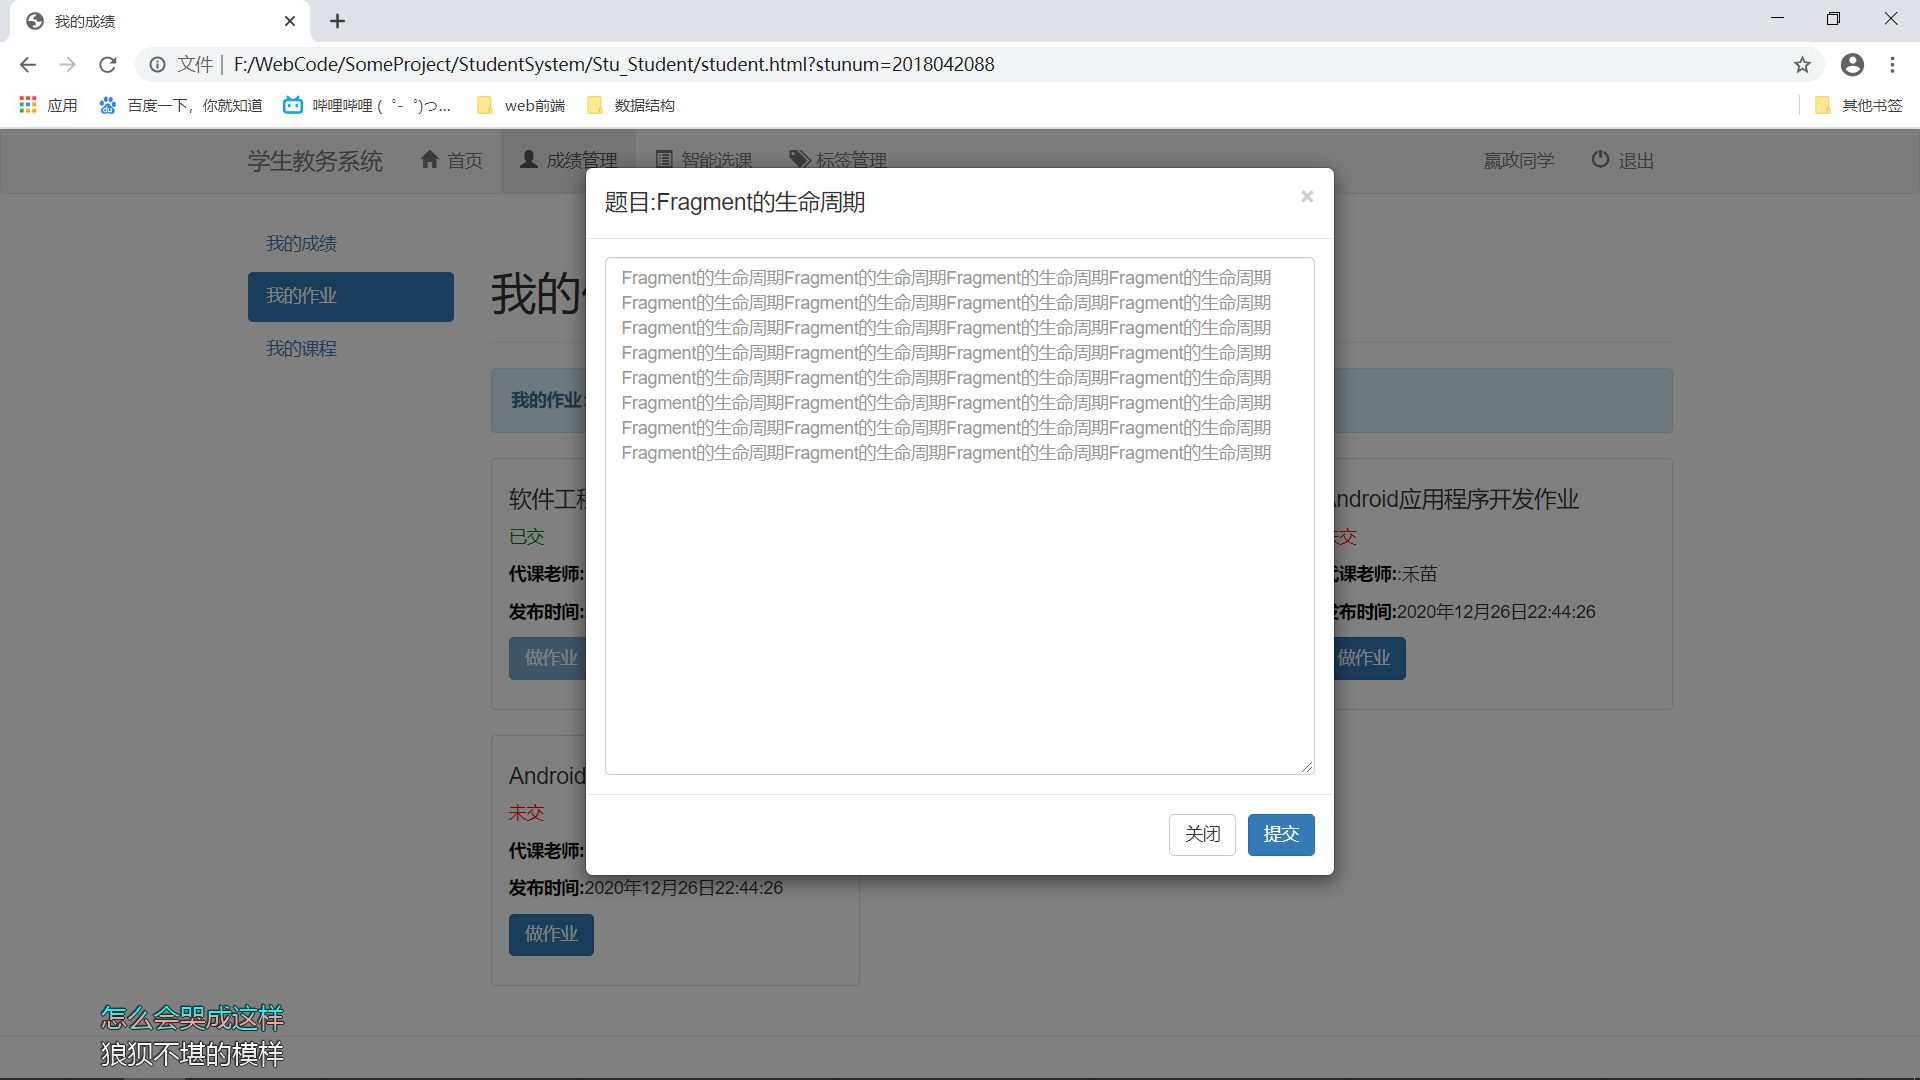 我的成绩
文件 | F:/WebCode/SomeProject/StudentSystem/Stu_Student/student.html?stunum=2018042088
应用 百度一下，你就知道 哔哩哔哩 ( ゜- ゜)つ... web前端 数据结构 其他书签
学生教务系统 首页 成绩管理 智能选课 标签管理 嬴政同学 退出
题目:Fragment的生命周期 ×
我的成绩
我的作业
我的课程
我的
我的作业:
Fragment的生命周期Fragment的生命周期Fragment的生命周期Fragment的生命周期
Fragment的生命周期Fragment的生命周期Fragment的生命周期Fragment的生命周期
Fragment的生命周期Fragment的生命周期Fragment的生命周期Fragment的生命周期
Fragment的生命周期Fragment的生命周期Fragment的生命周期Fragment的生命周期
Fragment的生命周期Fragment的生命周期Fragment的生命周期Fragment的生命周期
Fragment的生命周期Fragment的生命周期Fragment的生命周期Fragment的生命周期
Fragment的生命周期Fragment的生命周期Fragment的生命周期Fragment的生命周期
Fragment的生命周期Fragment的生命周期Fragment的生命周期Fragment的生命周期
软件工程
已交
代课老师:
发布时间:
做作业
Android应用程序开发作业
未交
代课老师::禾苗
发布时间:2020年12月26日22:44:26
做作业
Android
未交
代课老师:
发布时间:2020年12月26日22:44:26
做作业
关闭 提交
怎么会哭成这样
狼狈不堪的模样